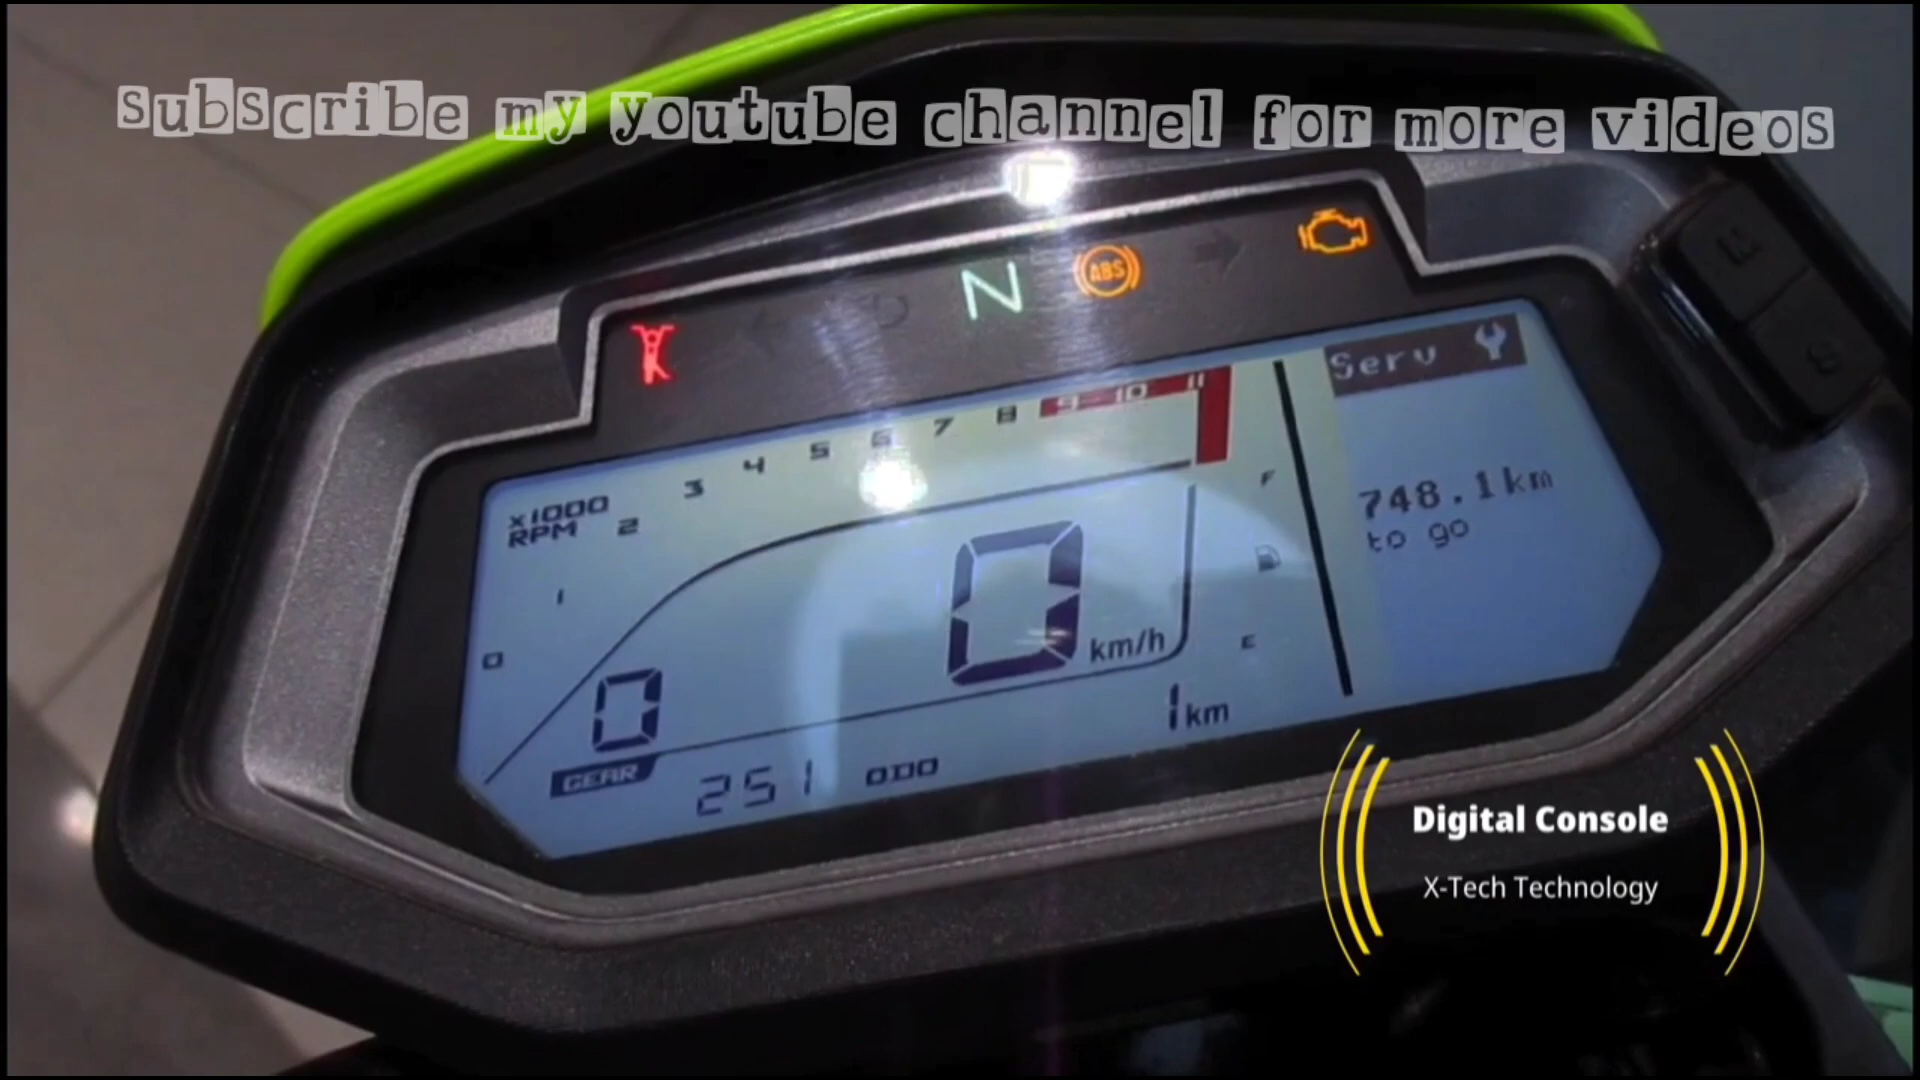 subscribe my youtube channel for more videos
N
ABS
Serv
9 10 11
8
7
6
5
4
3
x1000
RPM 2
F
748.1km
to go
1
0
0
km/h
E
0
1km
GEAR
251 ODO
Digital Console
X-Tech Technology